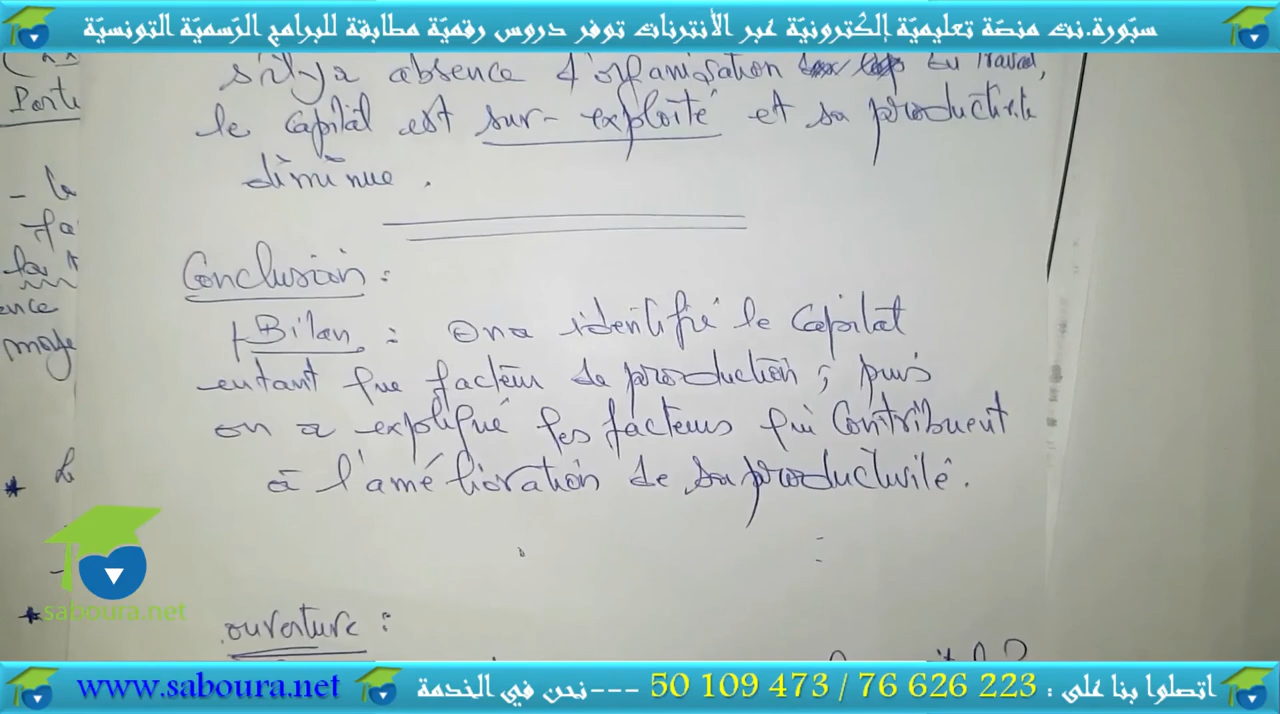 سبّورة.نت منصّة تعليميّة إلكترونيّة عبر الأنترنات توفر دروس رقميّة مطابقة للبرامج الرّسميّة التونسيّة
s'il y a absence d'organisation du travail,
le capital est sur-exploité et sa productivité
diminue.
Conclusion :
+ Bilan : On a identifié le capital
entant que facteur de production ; puis
on a expliqué les facteurs qui contribuent
à l'amélioration de sa productivité.
saboura.net
ouverture :
www.saboura.net
اتصلوا بنا على : 50 109 473 / 76 626 223 ---نحن في الخدمة